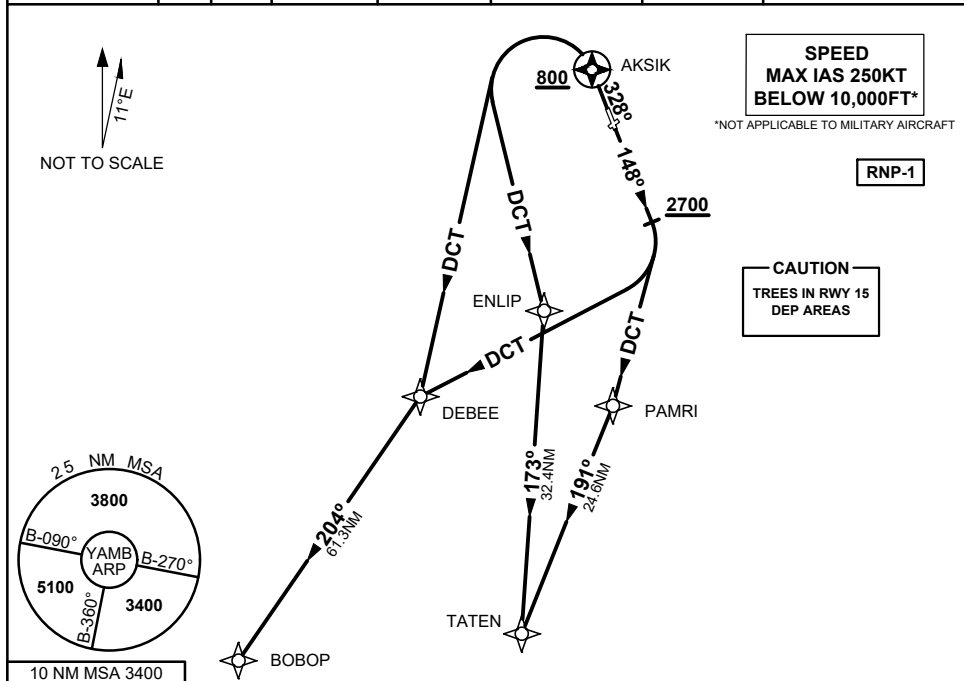 11°E
NOT TO SCALE
AKSIK
800
328°
148°
2700
SPEED
MAX IAS 250KT
BELOW 10,000FT*
*NOT APPLICABLE TO MILITARY AIRCRAFT
RNP-1
CAUTION
TREES IN RWY 15
DEP AREAS
DCT
DCT
DCT
DCT
ENLIP
DEBEE
PAMRI
204°
61.3NM
173°
32.4NM
191°
24.6NM
TATEN
BOBOP
25 NM MSA
3800
B-090°
YAMB
ARP
B-270°
5100
3400
B-360°
10 NM MSA 3400